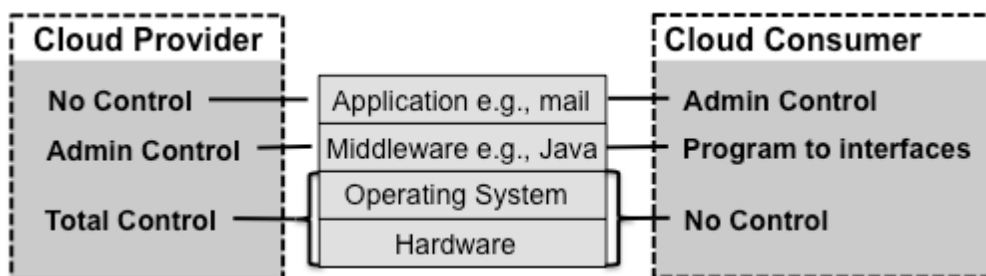 Cloud Provider
Cloud Consumer
No Control
Application e.g., mail
Admin Control
Admin Control
Middleware e.g., Java
Program to interfaces
Operating System
Total Control
No Control
Hardware